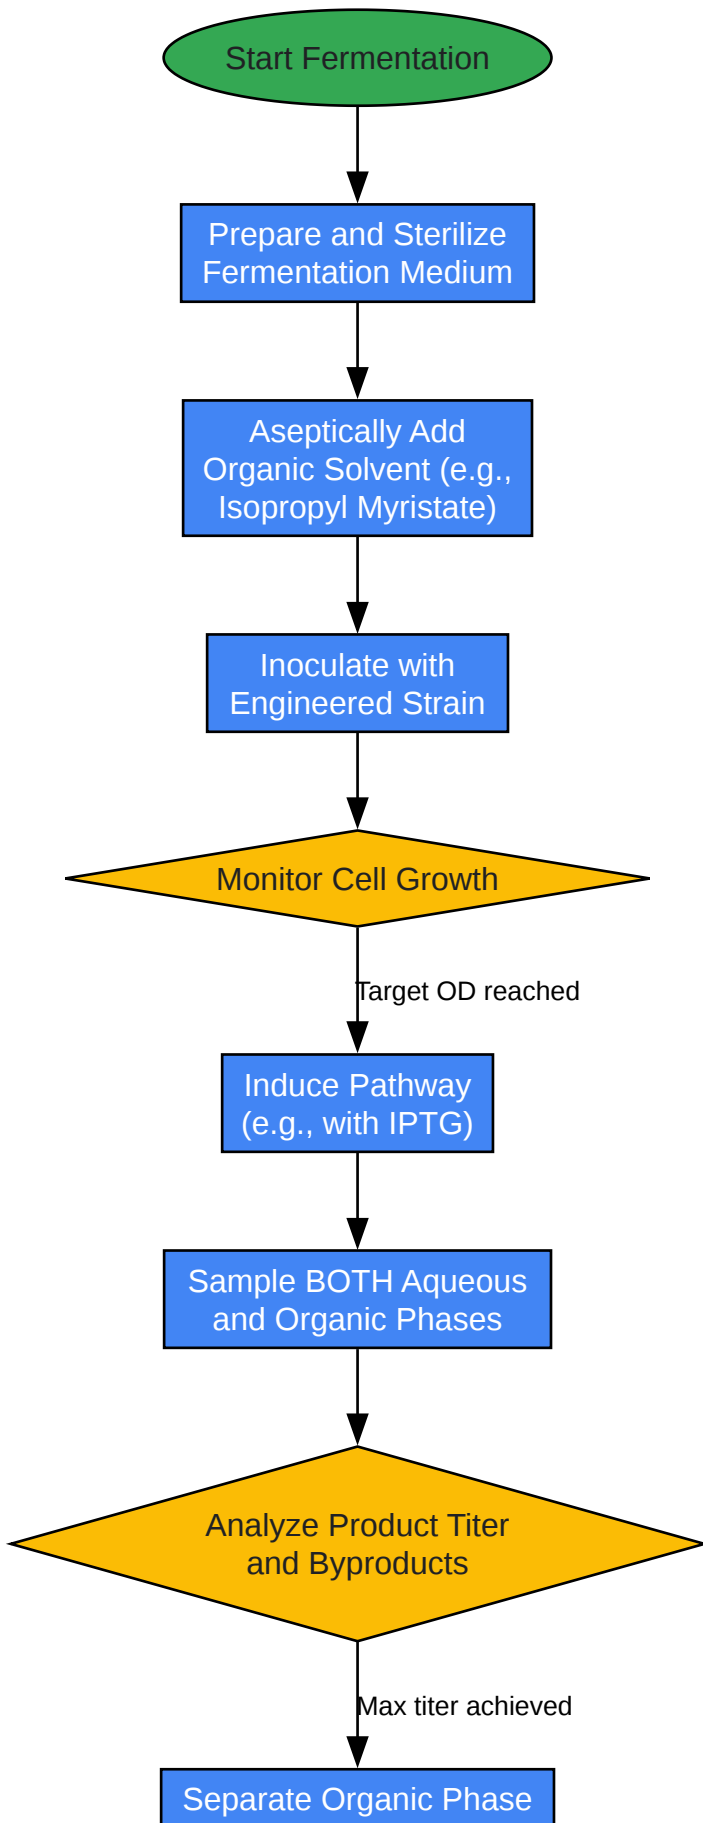 Start Fermentation
Prepare and Sterilize
Fermentation Medium
Aseptically Add
Organic Solvent (e.g.,
Isopropyl Myristate)
Inoculate with
Engineered Strain
Monitor Cell Growth
Target OD reached
Induce Pathway
(e.g., with IPTG)
Sample BOTH Aqueous
and Organic Phases
Analyze Product Titer
and Byproducts
Max titer achieved
Separate Organic Phase